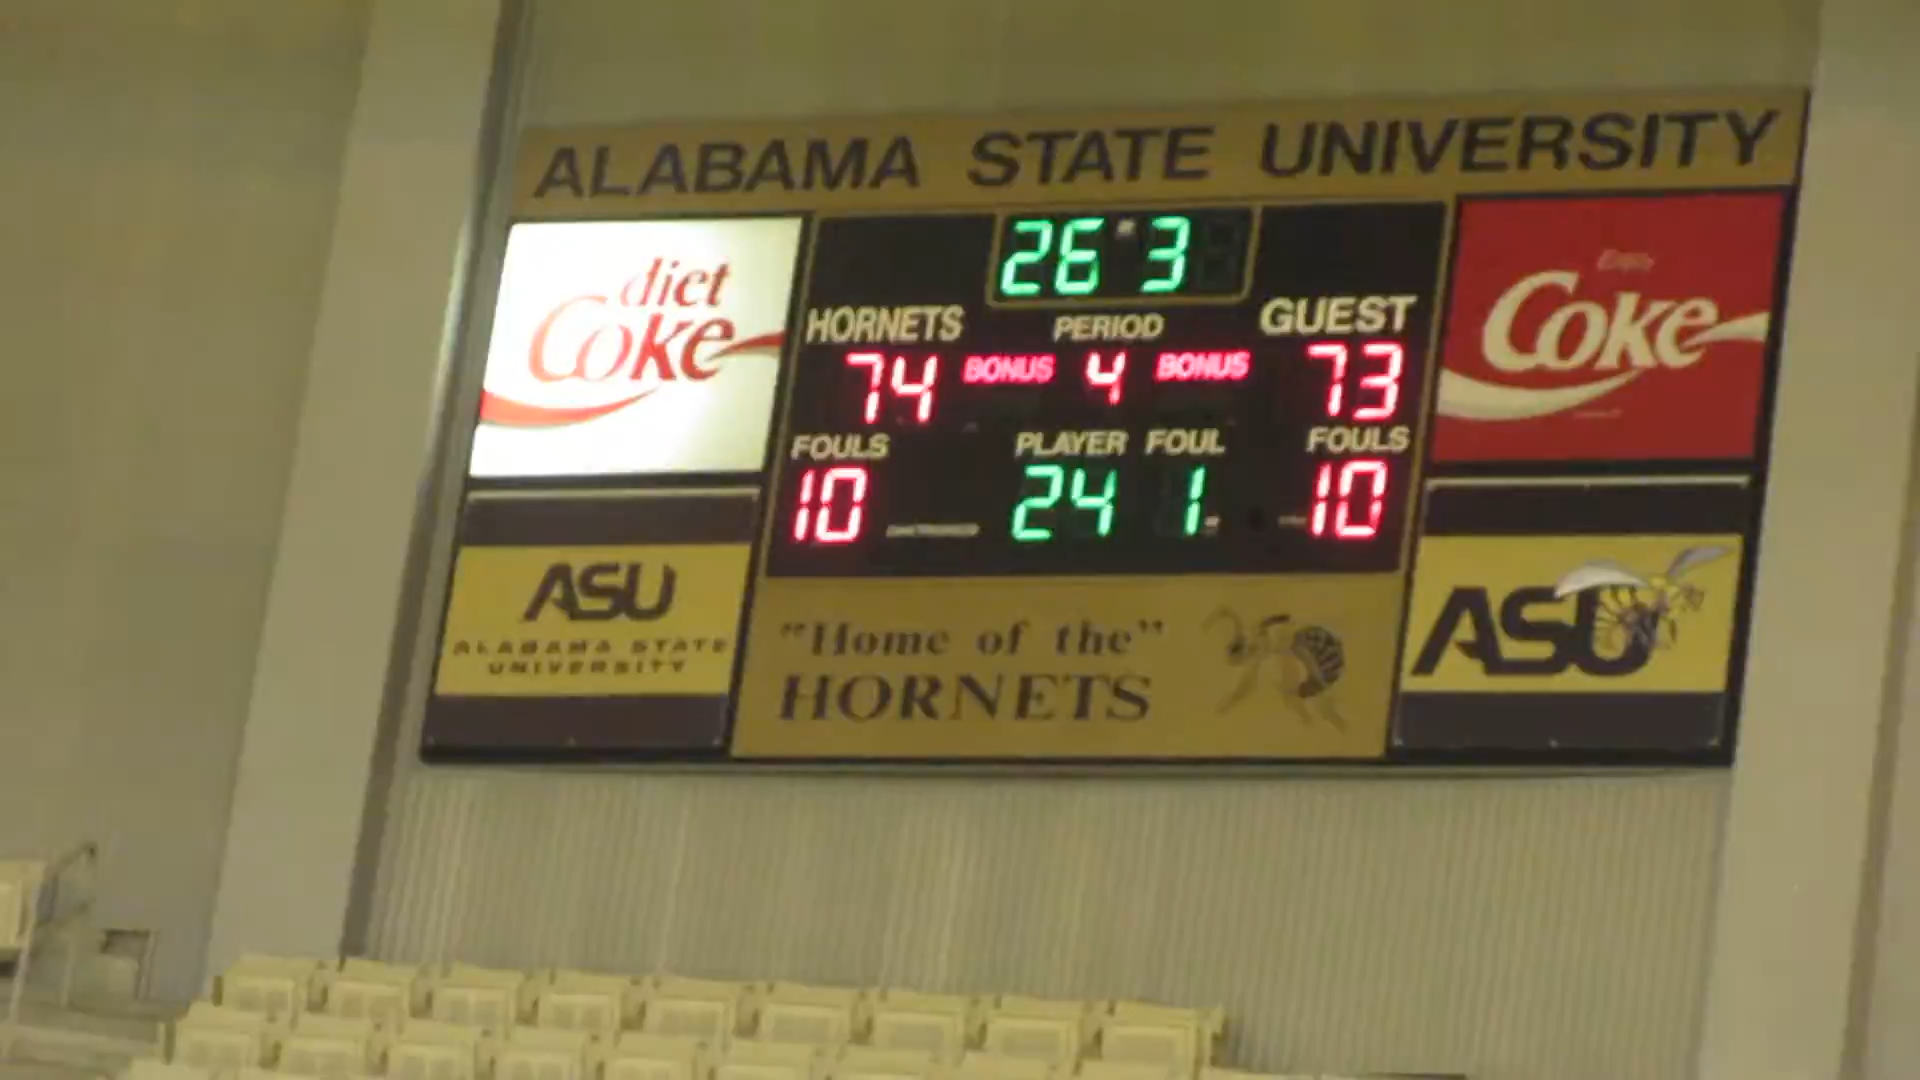 ALABAMA STATE UNIVERSITY
diet
Coke
26 3
Enjoy
Coke
HORNETS PERIOD GUEST
74 BONUS 4 BONUS 73
FOULS PLAYER FOUL FOULS
10 24 1 10
ASU
ALABAMA STATE
UNIVERSITY
"Home of the"
HORNETS
ASU